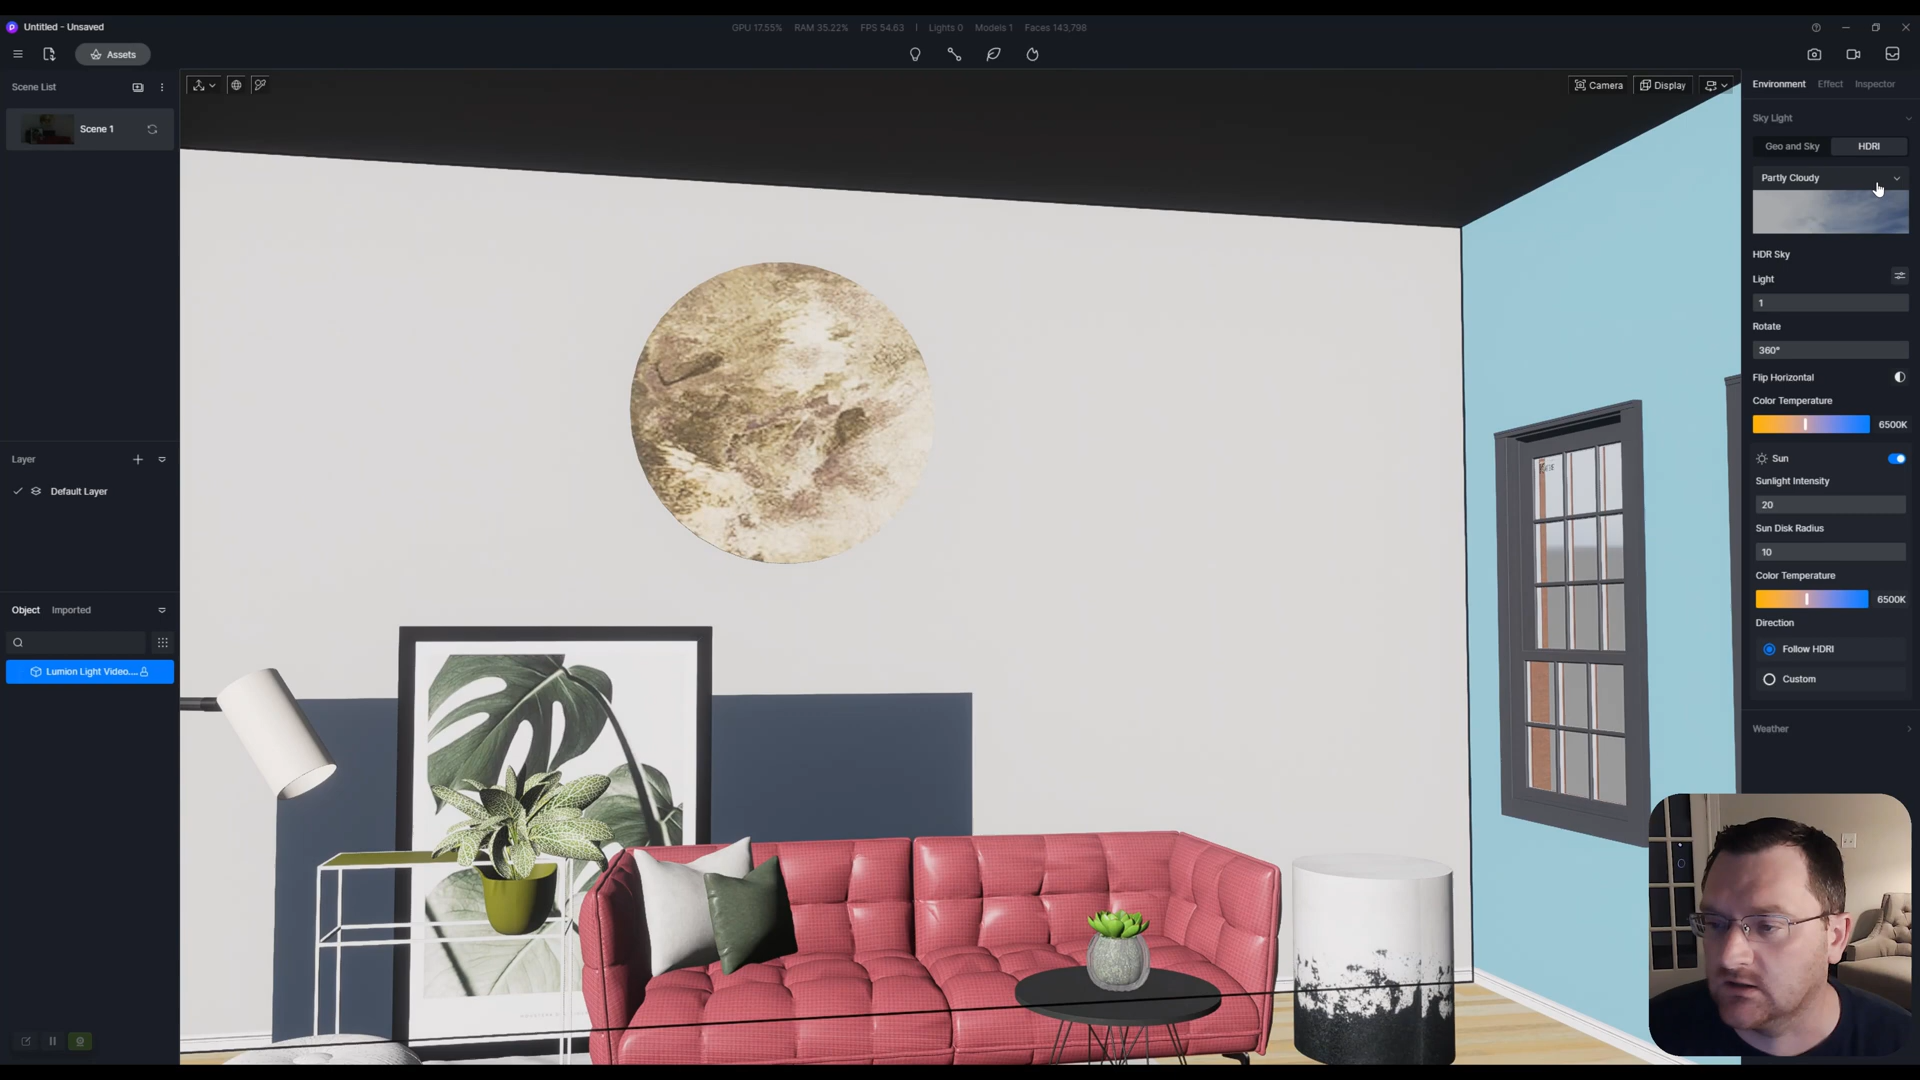 Untitled - Unsaved
GPU 17.55% RAM 35.22% FPS 54.63 | Lights 0 Models 1 Faces 143,798
Assets
Scene List
Scene 1
Camera
Display
Environment Effect Inspector
Sky Light
Geo and Sky HDRI
Partly Cloudy
HDR Sky
Light
1
Rotate
360°
Flip Horizontal
Color Temperature
6500K
Sun
Sunlight Intensity
20
Sun Disk Radius
10
Color Temperature
6500K
Direction
Follow HDRI
Custom
Weather
Layer
Default Layer
Object Imported
Lumion Light Video....